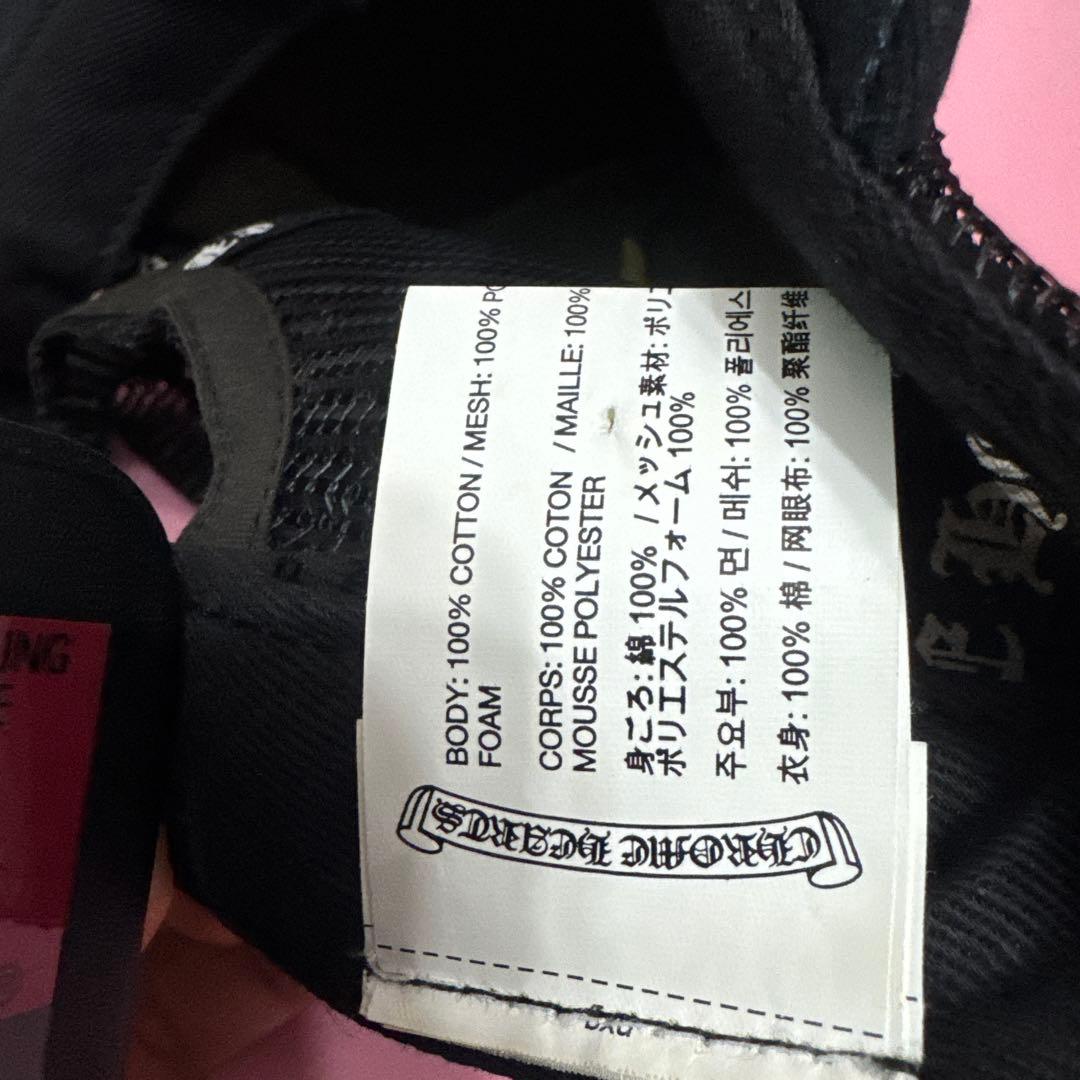 BODY: 100% COTTON / MESH: 100%
FOAM
CORPS: 100% COTON / MAILLE: 100%
MOUSSE POLYESTER
身ごろ: 綿 100% / メッシュ素材: ポリエ
ポリエステルフォーム 100%
주요부: 100% 면 / 메쉬: 100% 폴리에스
衣身: 100% 棉 / 网眼布: 100% 聚酯纤维
CHROME HEARTS